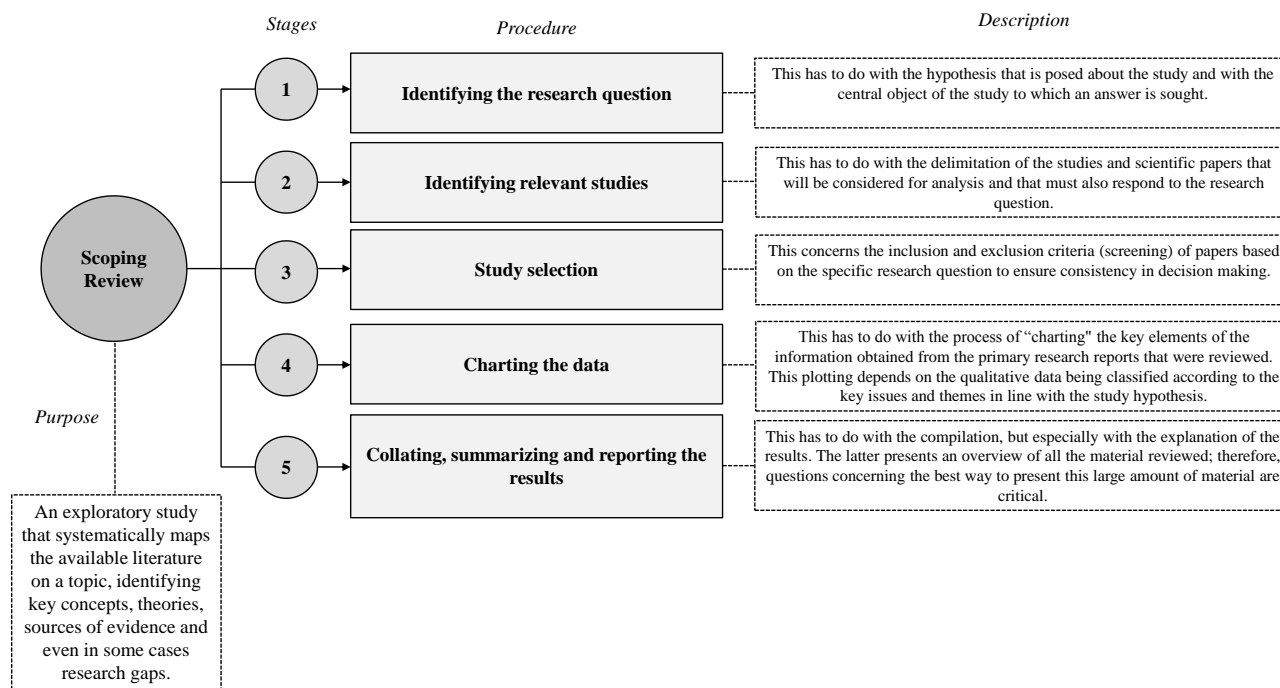 Stages
Procedure
Description
1
Identifying the research question
This has to do with the hypothesis that is posed about the study and with the
central object of the study to which an answer is sought.
2
Identifying relevant studies
This has to do with the delimitation of the studies and scientific papers that
will be considered for analysis and that must also respond to the research
question.
Scoping
Review
3
Study selection
This concerns the inclusion and exclusion criteria (screening) of papers based
on the specific research question to ensure consistency in decision making.
4
Charting the data
This has to do with the process of “charting" the key elements of the
information obtained from the primary research reports that were reviewed.
This plotting depends on the qualitative data being classified according to the
key issues and themes in line with the study hypothesis.
Purpose
5
Collating, summarizing and reporting the
results
This has to do with the compilation, but especially with the explanation of the
results. The latter presents an overview of all the material reviewed; therefore,
questions concerning the best way to present this large amount of material are
critical.
An exploratory study
that systematically maps
the available literature
on a topic, identifying
key concepts, theories,
sources of evidence and
even in some cases
research gaps.